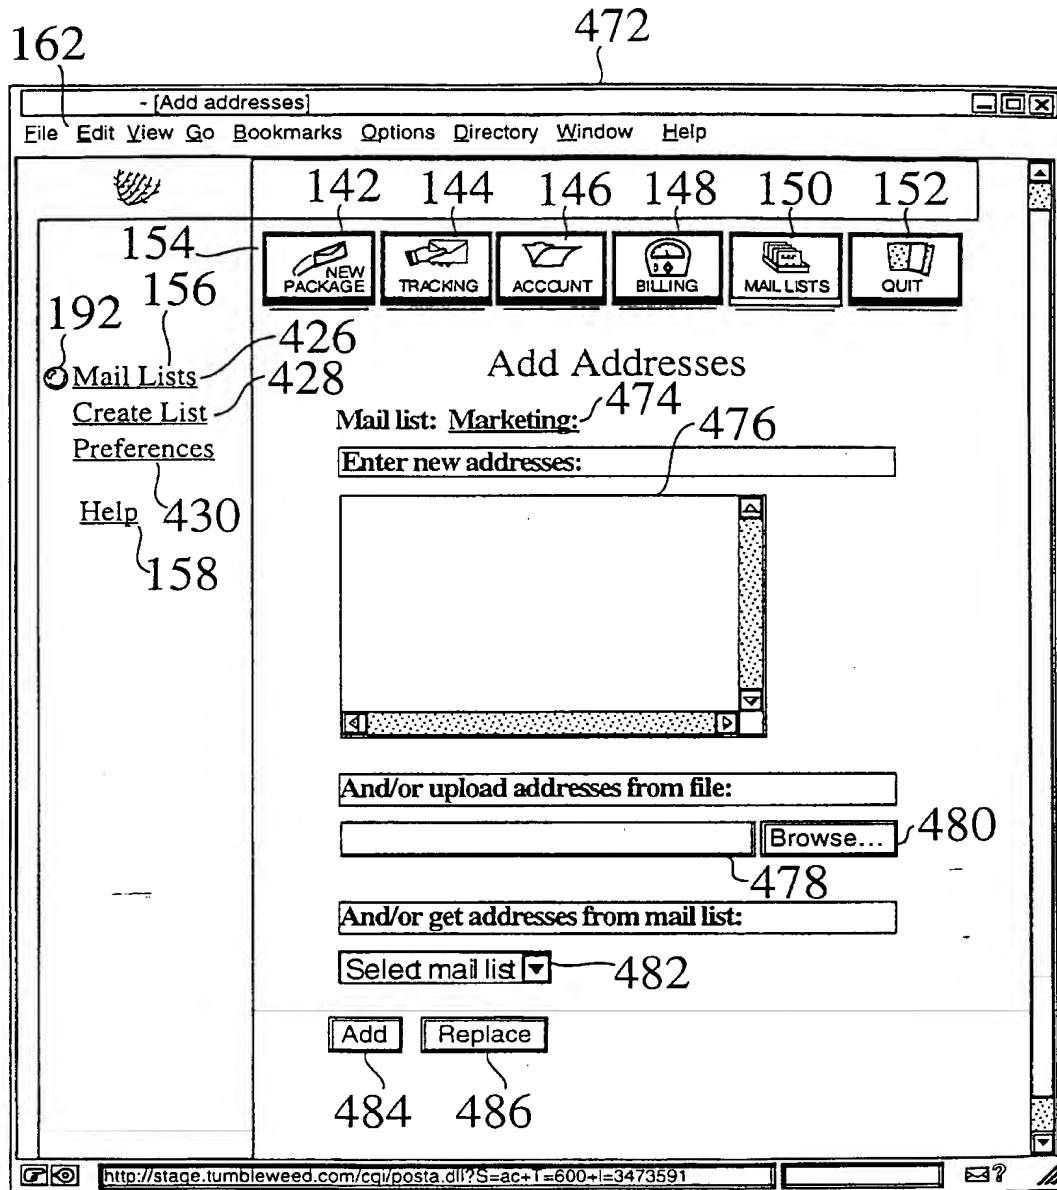 162
472
- [Add addresses]
File Edit View Go Bookmarks Options Directory Window Help
142 144 146 148 150 152
154
NEW PACKAGE TRACKING ACCOUNT BILLING MAIL LISTS QUIT
156
192
426
Mail Lists
428
Create List
Preferences
430
Help
158
Add Addresses
Mail list: Marketing:
474
476
Enter new addresses:
And/or upload addresses from file:
Browse...
480
478
And/or get addresses from mail list:
Select mail list
482
Add Replace
484 486
http://stage.tumbleweed.com/cgi/posta.dll?S=ac+T=600+I=3473591
?